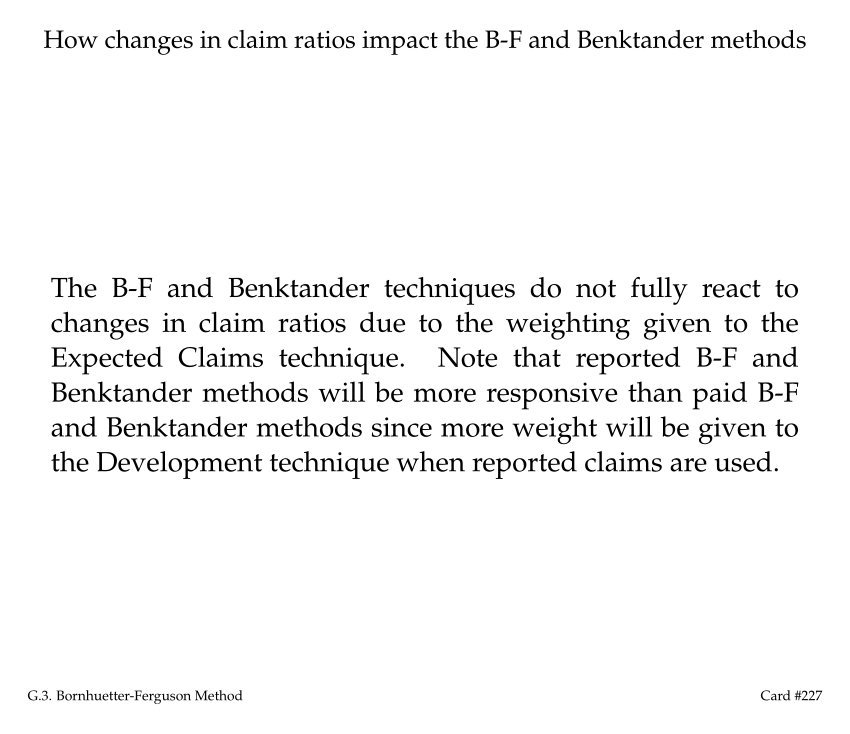 How changes in claim ratios impact the B-F and Benktander methods
The B-F and Benktander techniques do not fully react to
changes in claim ratios due to the weighting given to the
Expected Claims technique. Note that reported B-F and
Benktander methods will be more responsive than paid B-F
and Benktander methods since more weight will be given to
the Development technique when reported claims are used.
G.3. Bornhuetter-Ferguson Method
Card #227